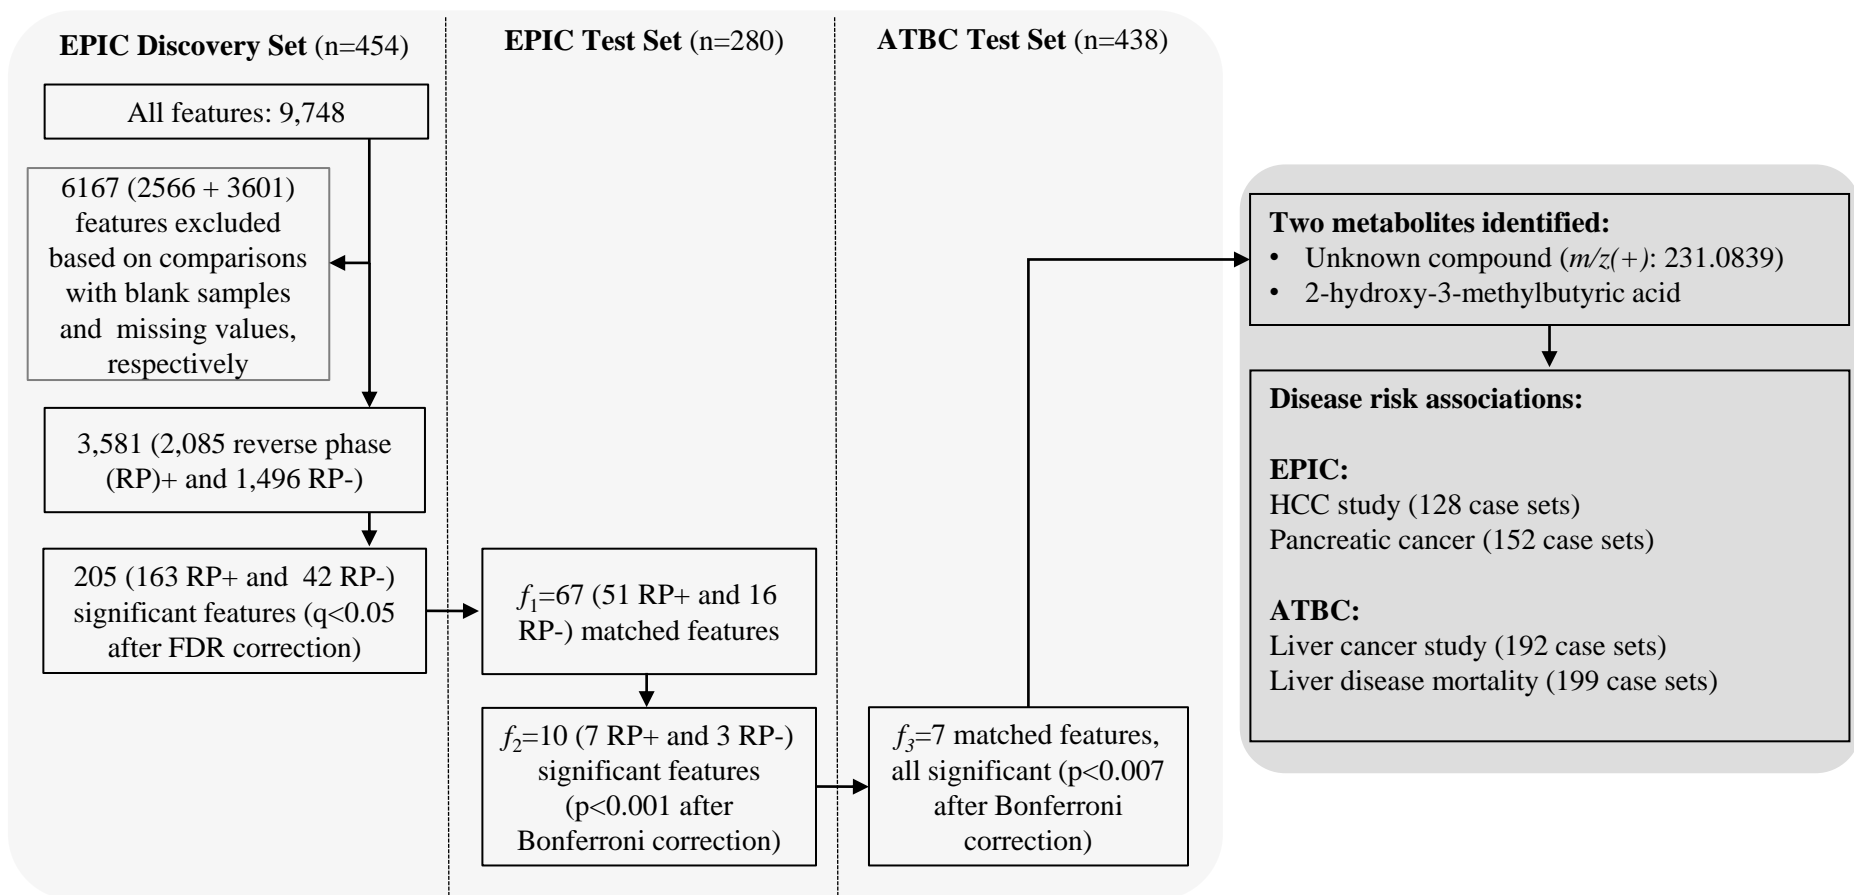 EPIC Discovery Set (n=454)
All features: 9,748
6167 (2566 + 3601)
features excluded
based on comparisons
with blank samples
and missing values,
respectively
3,581 (2,085 reverse phase
(RP)+ and 1,496 RP-)
205 (163 RP+ and 42 RP-)
significant features (q<0.05
after FDR correction)
EPIC Test Set (n=280)
f1=67 (51 RP+ and 16
RP-) matched features
f2=10 (7 RP+ and 3 RP-)
significant features
(p<0.001 after
Bonferroni correction)
ATBC Test Set (n=438)
f3=7 matched features,
all significant (p<0.007
after Bonferroni
correction)
Two metabolites identified:
• Unknown compound (m/z(+): 231.0839)
• 2-hydroxy-3-methylbutyric acid
Disease risk associations:
EPIC:
HCC study (128 case sets)
Pancreatic cancer (152 case sets)
ATBC:
Liver cancer study (192 case sets)
Liver disease mortality (199 case sets)